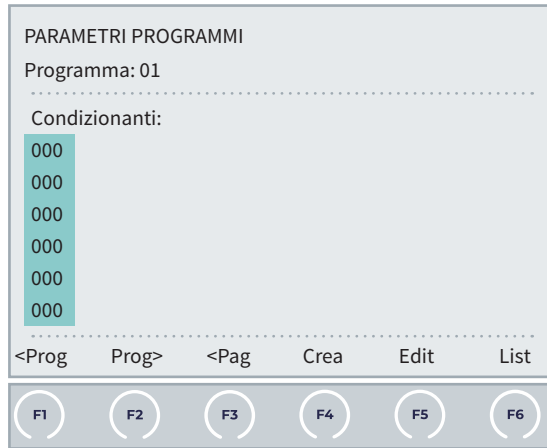 PARAMETRI PROGRAMMI
Programma: 01
Condizionanti:
000
000
000
000
000
000
<Prog Prog> <Pag Crea Edit List
F1 F2 F3 F4 F5 F6